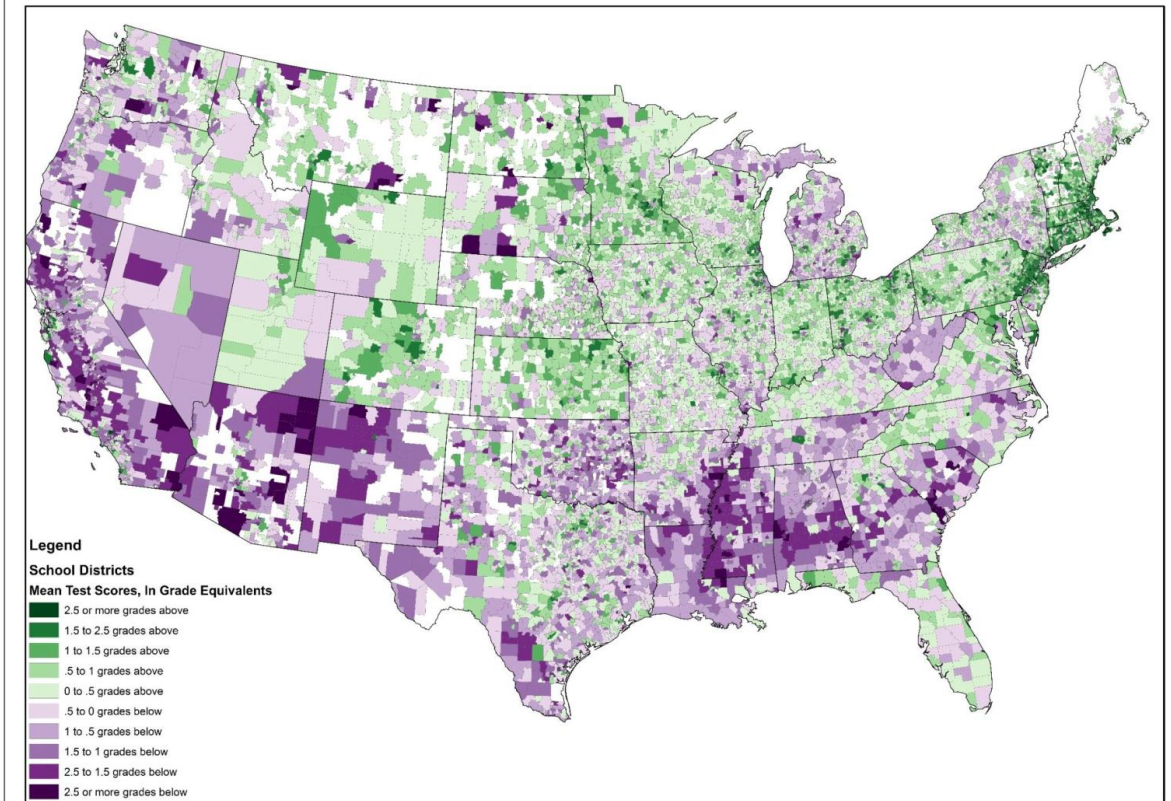 Legend
School Districts
Mean Test Scores, In Grade Equivalents
2.5 or more grades above
1.5 to 2.5 grades above
1 to 1.5 grades above
.5 to 1 grades above
0 to .5 grades above
.5 to 0 grades below
1 to .5 grades below
1.5 to 1 grades below
2.5 to 1.5 grades below
2.5 or more grades below